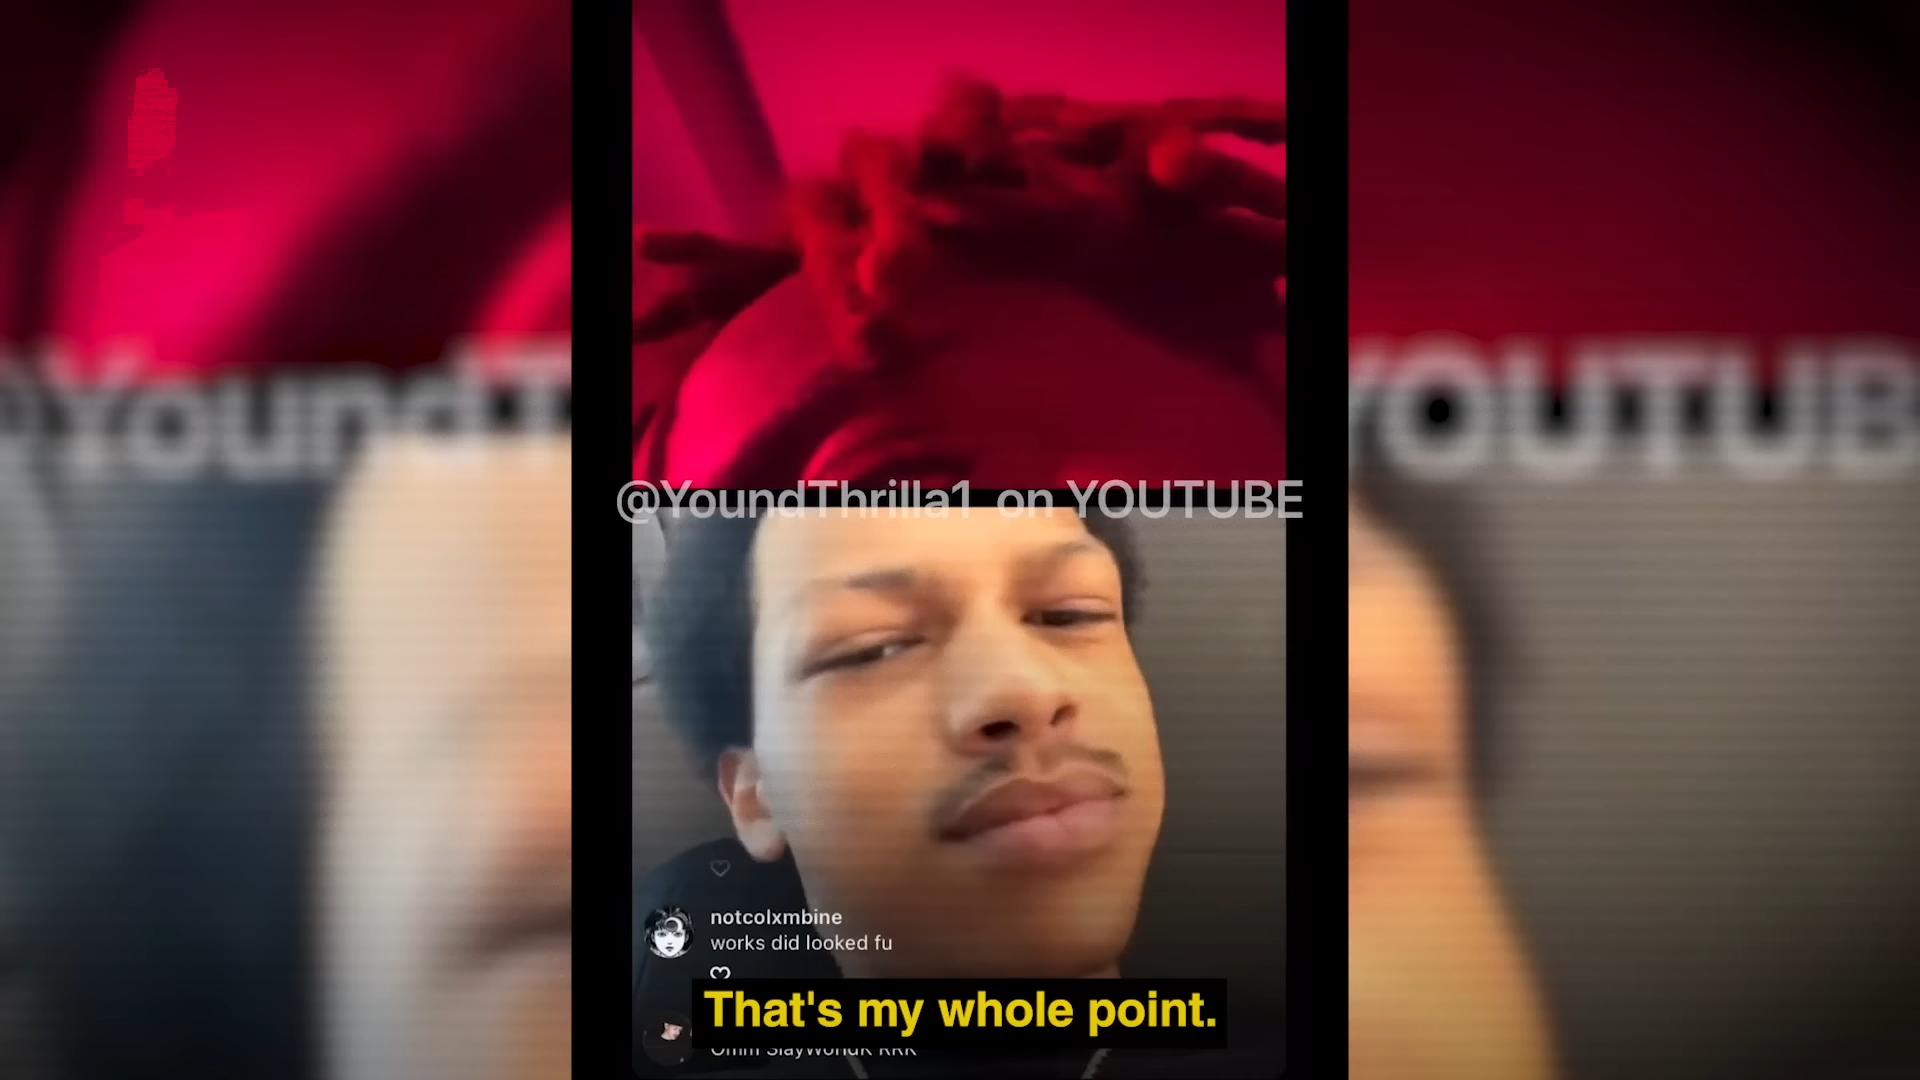 @YoundThrilla1 on YOUTUBE
notcolxmbine
works did looked fu
That's my whole point.